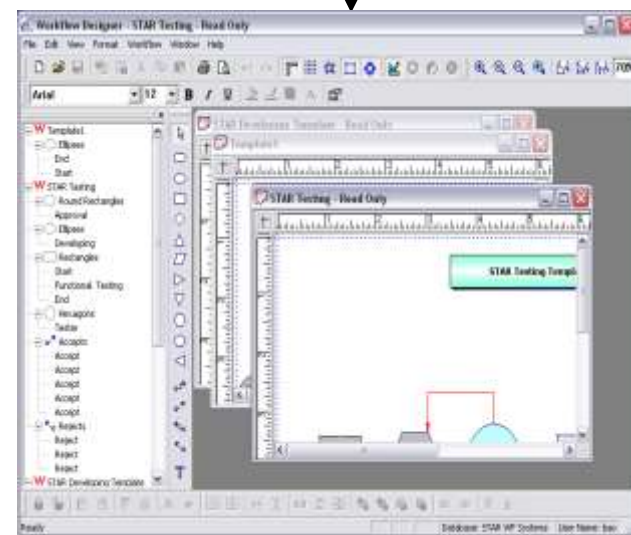 Workflow Designer - STAR Testing - Read Only
File Edit View Format Workflow Window Help
70%
Arial 12 B I U
STAR Developing Template - Read Only
Template1
STAR Testing - Read Only
STAR Testing Templ
W Template1
Ellipses
End
Start
W STAR Testing
Round Rectangles
Approval
Ellipses
Developing
Rectangles
Start
Functional Testing
End
Hexagons
Tester
Accepts
Accept
Accept
Accept
Accept
Accept
Rejects
Reject
Reject
Reject
W STAR Developing Template
T
Ready
Database: STAR WF Systems User Name: